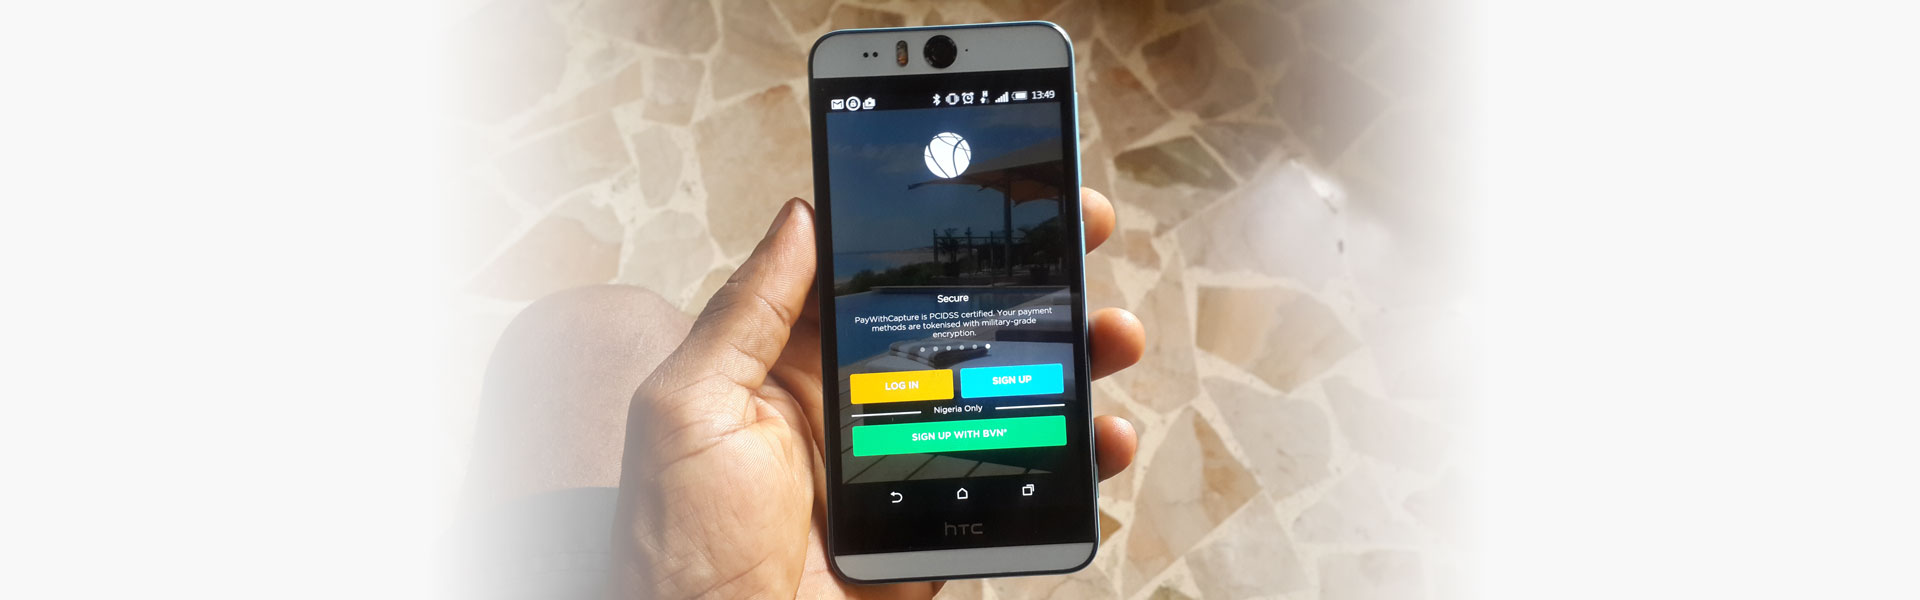 13:49
Secure
PayWithCapture is PCIDSS certified. Your payment
methods are tokenised with military-grade
encryption.
LOG IN
SIGN UP
Nigeria Only
SIGN UP WITH BVN*
hTC